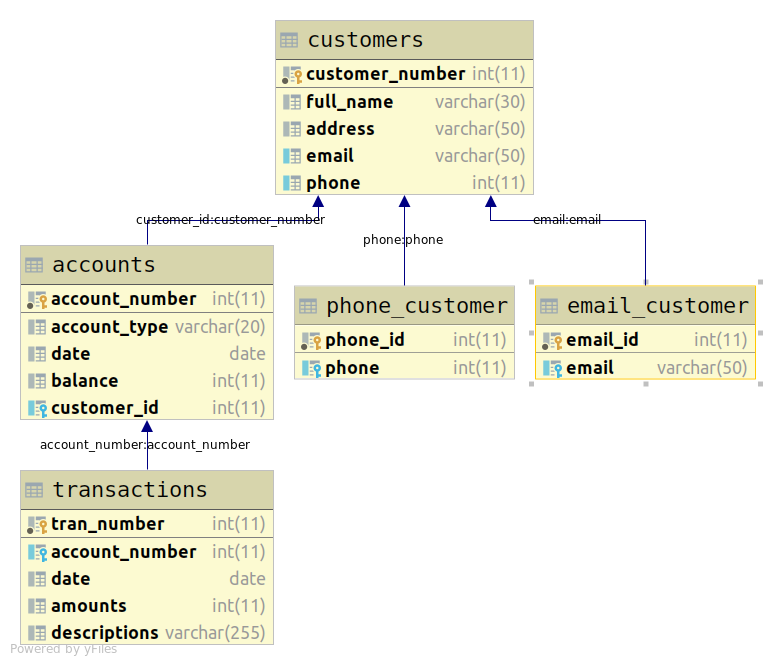 customers
customer_number int(11)
full_name varchar(30)
address varchar(50)
email varchar(50)
phone int(11)
customer_id:customer_number
phone:phone
email:email
accounts
account_number int(11)
account_type varchar(20)
date date
balance int(11)
customer_id int(11)
phone_customer
phone_id int(11)
phone int(11)
email_customer
email_id int(11)
email varchar(50)
account_number:account_number
transactions
tran_number int(11)
account_number int(11)
date date
amounts int(11)
descriptions varchar(255)
Powered by yFiles